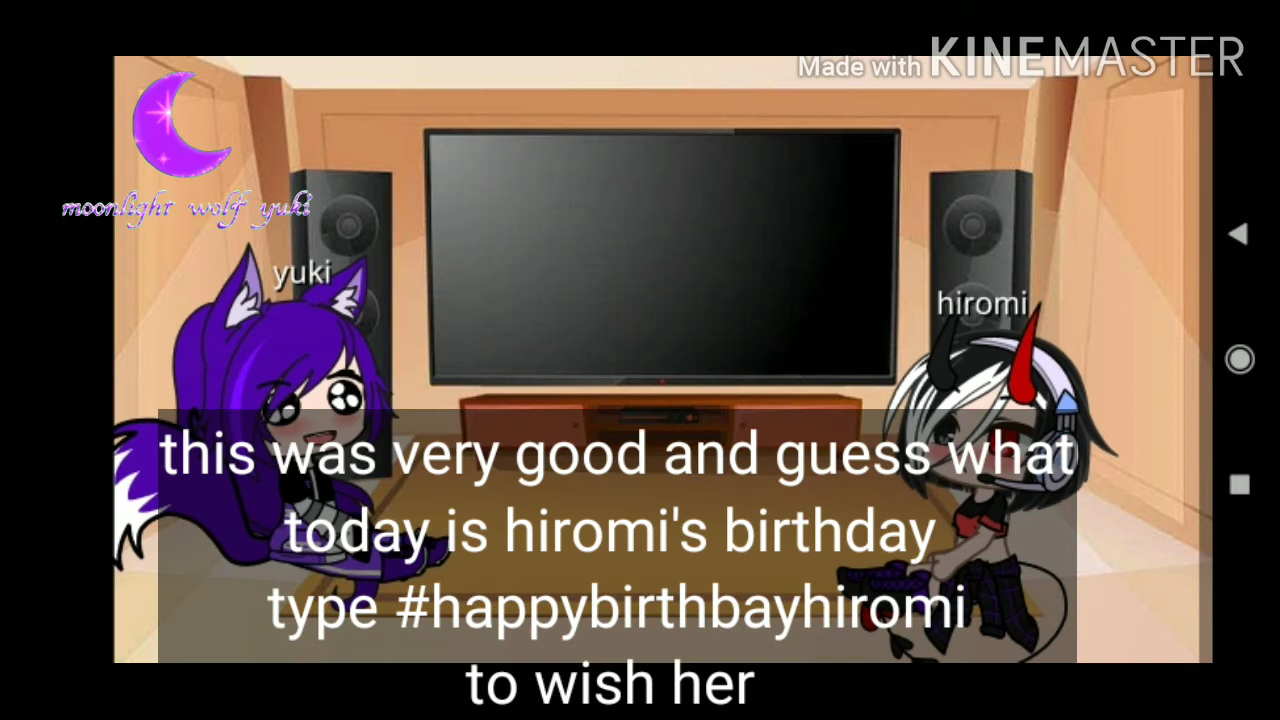 Made with KINEMASTER
moonlight wolf yuki
yuki
hiromi
this was very good and guess what
today is hiromi's birthday
type #happybirthbayhiromi
to wish her